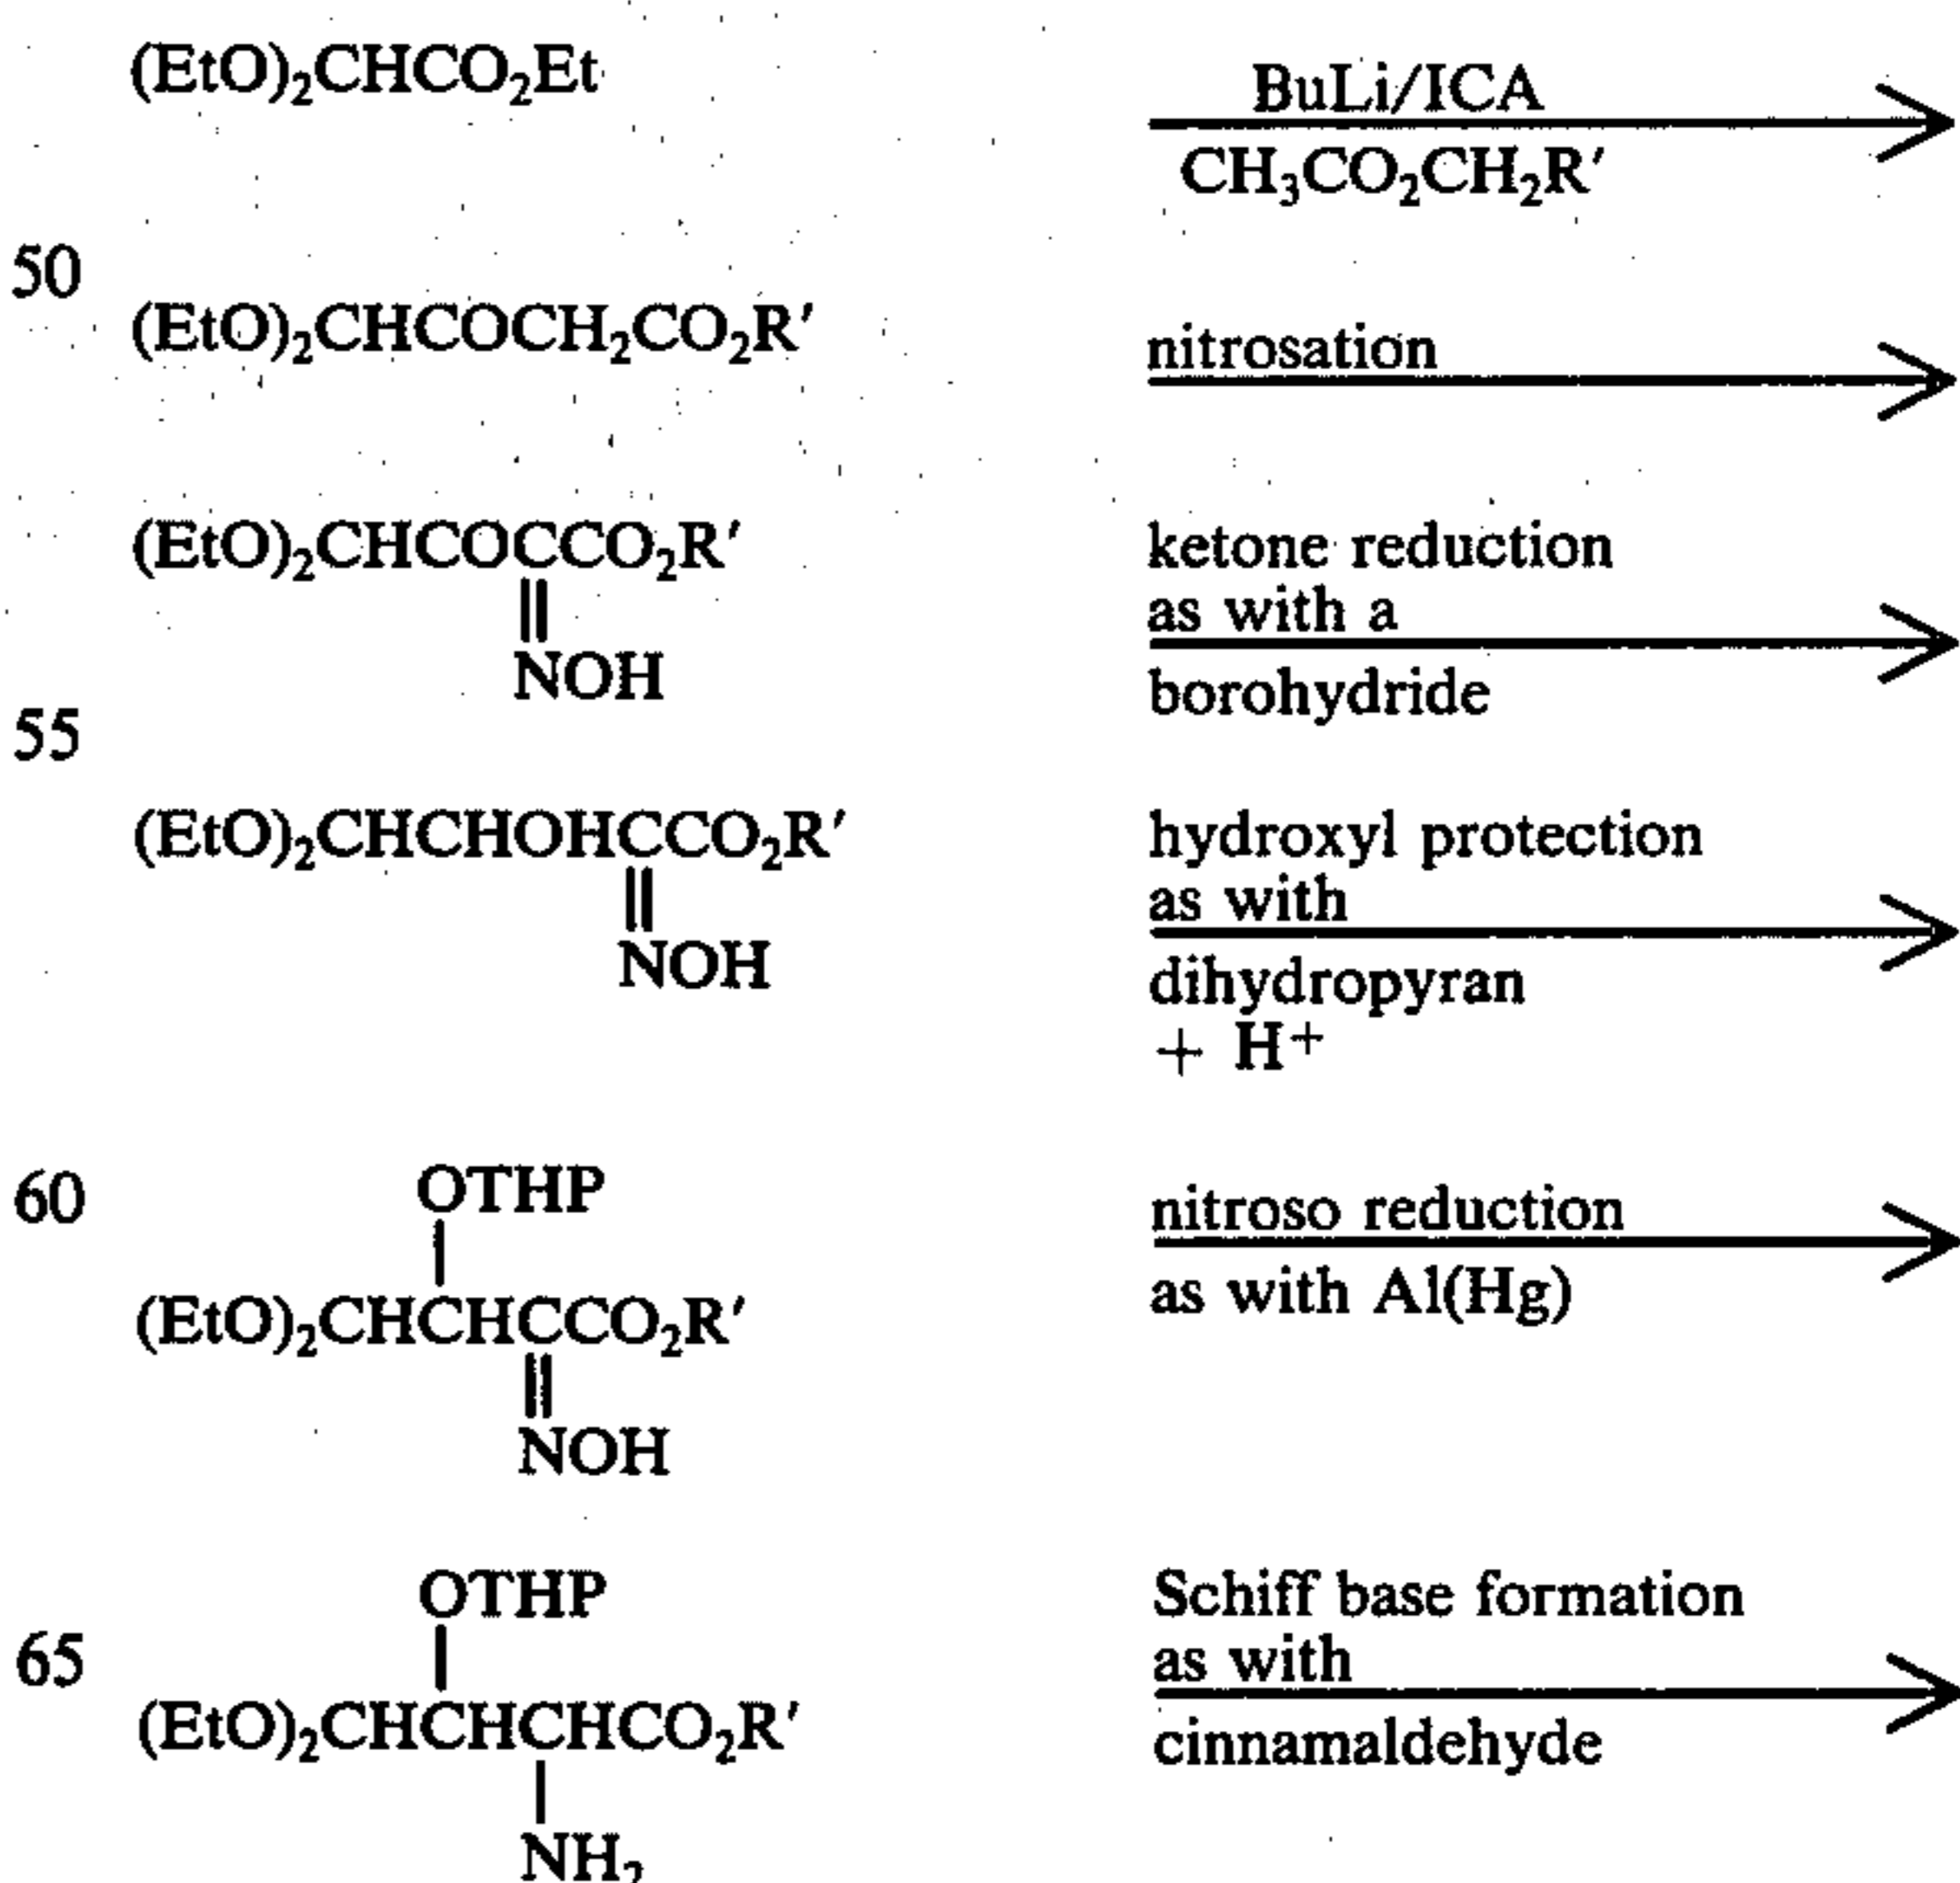 (EtO)₂CHCO₂Et
BuLi/ICA
CH₃CO₂CH₂R′
50
(EtO)₂CHCOCH₂CO₂R′
nitrosation
(EtO)₂CHCOCCO₂R′
NOH
ketone reduction
as with a
borohydride
55
(EtO)₂CHCHOHCCO₂R′
NOH
hydroxyl protection
as with
dihydropyran
+ H⁺
60
OTHP
(EtO)₂CHCHCCO₂R′
NOH
nitroso reduction
as with Al(Hg)
65
OTHP
(EtO)₂CHCHCHCO₂R′
NH₂
Schiff base formation
as with
cinnamaldehyde